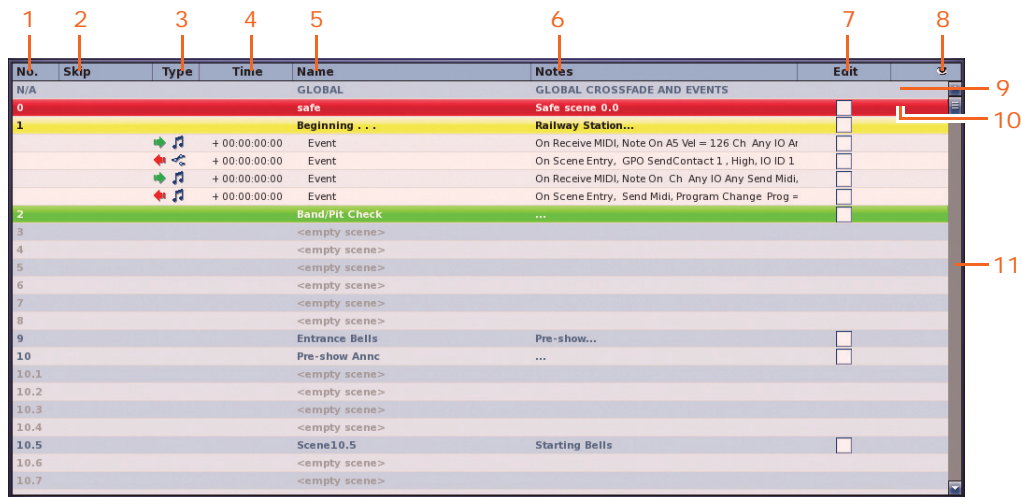 1 2 3 4 5 6 7 8
No. Skip Type Time Name Notes Edit
N/A GLOBAL GLOBAL CROSSFADE AND EVENTS
9
0 safe Safe scene 0.0
10
1 Beginning . . . Railway Station...
+ 00:00:00:00 Event On Receive MIDI, Note On A5 Vel = 126 Ch Any IO Ar
+ 00:00:00:00 Event On Scene Entry, GPO SendContact 1 , High, IO ID 1
+ 00:00:00:00 Event On Receive MIDI, Note On Ch Any IO Any Send Midi,
+ 00:00:00:00 Event On Scene Entry, Send Midi, Program Change Prog =
2 Band/Pit Check ...
3 <empty scene>
4 <empty scene>
5 <empty scene>
11
6 <empty scene>
7 <empty scene>
8 <empty scene>
9 Entrance Bells Pre-show...
10 Pre-show Annc ...
10.1 <empty scene>
10.2 <empty scene>
10.3 <empty scene>
10.4 <empty scene>
10.5 Scene10.5 Starting Bells
10.6 <empty scene>
10.7 <empty scene>